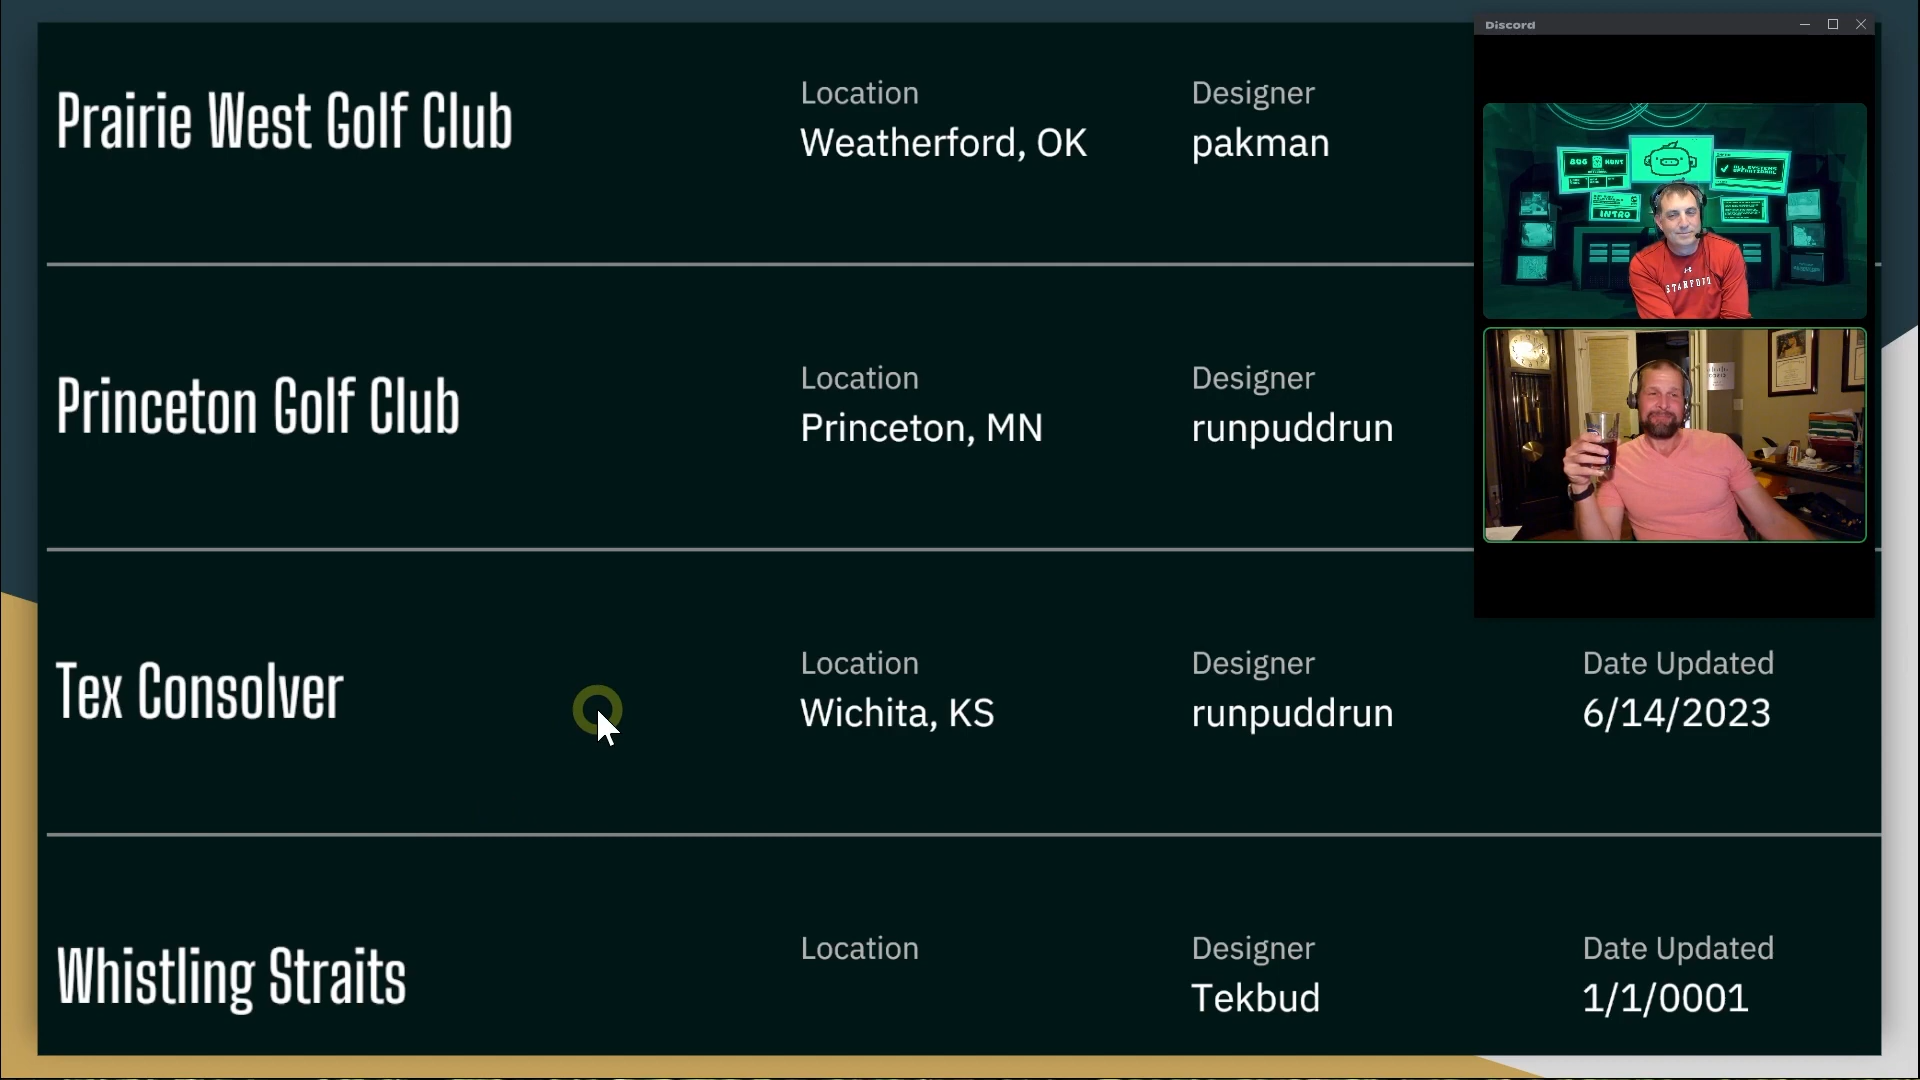 Discord
Prairie West Golf Club
Location
Weatherford, OK
Designer
pakman
INTRO
STANFORD
Princeton Golf Club
Location
Princeton, MN
Designer
runpuddrun
Tex Consolver
Location
Wichita, KS
Designer
runpuddrun
Date Updated
6/14/2023
Whistling Straits
Location
Designer
Tekbud
Date Updated
1/1/0001